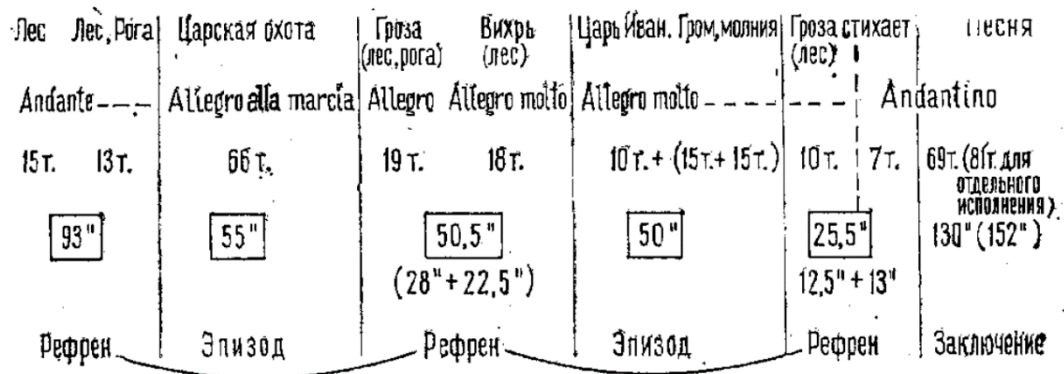 Лес Лес, Рога Царская охота Гроза Вихрь Царь Иван. Гром, молния Гроза стихает Песня
(лес, рога) (лес) (лес)
Andante ---- Allegro alla marcia Allegro Allegro molto Allegro molto ------ Andantino
15т. 13т. 66т. 19т. 18т. 10т. + (15т. + 15т.) 10т. 7т. 69т. (81т. для
отдельного
исполнения)
93" 55" 50,5" 50" 25,5" 130" (152")
(28" + 22,5") 12,5" + 13"
Рефрен Эпизод Рефрен Эпизод Рефрен Заключение